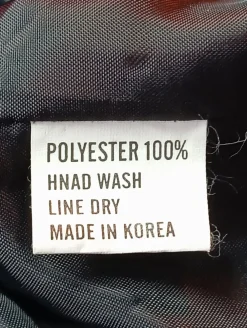 POLYESTER 100%
HNAD WASH
LINE DRY
MADE IN KOREA